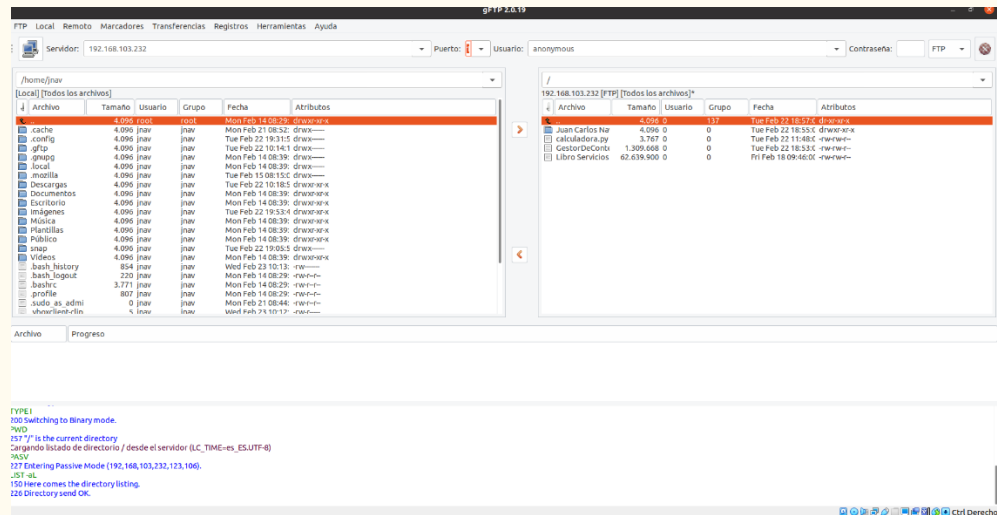 gFTP 2.0.19
FTP Local Remoto Marcadores Transferencias Registros Herramientas Ayuda
Servidor: 192.168.103.232 Puerto: Usuario: anonymous Contraseña: FTP
/home/jnav
[Local] [Todos los archivos]
Archivo Tamaño Usuario Grupo Fecha Atributos
.. 4.096 root root Mon Feb 14 08:29: drwxr-xr-x
.cache 4.096 jnav jnav Mon Feb 21 08:52: drwx------
.config 4.096 jnav jnav Tue Feb 22 19:31:5 drwx------
.gftp 4.096 jnav jnav Tue Feb 22 10:14:1 drwx------
.gnupg 4.096 jnav jnav Mon Feb 14 08:39: drwx------
.local 4.096 jnav jnav Mon Feb 14 08:39: drwx------
.mozilla 4.096 jnav jnav Tue Feb 15 08:15:0 drwx------
Descargas 4.096 jnav jnav Tue Feb 22 10:18:5 drwxr-xr-x
Documentos 4.096 jnav jnav Mon Feb 14 08:39: drwxr-xr-x
Escritorio 4.096 jnav jnav Mon Feb 14 08:39: drwxr-xr-x
Imágenes 4.096 jnav jnav Tue Feb 22 19:53:4 drwxr-xr-x
Música 4.096 jnav jnav Mon Feb 14 08:39: drwxr-xr-x
Plantillas 4.096 jnav jnav Mon Feb 14 08:39: drwxr-xr-x
Público 4.096 jnav jnav Mon Feb 14 08:39: drwxr-xr-x
snap 4.096 jnav jnav Tue Feb 22 19:05:5 drwx------
Vídeos 4.096 jnav jnav Mon Feb 14 08:39: drwxr-xr-x
.bash_history 854 jnav jnav Wed Feb 23 10:13: -rw-------
.bash_logout 220 jnav jnav Mon Feb 14 08:29: -rw-r--r--
.bashrc 3.771 jnav jnav Mon Feb 14 08:29: -rw-r--r--
.profile 807 jnav jnav Mon Feb 14 08:29: -rw-r--r--
.sudo_as_admi 0 jnav jnav Mon Feb 21 08:44: -rw-r--r--
.vboxclient-clip 5 jnav jnav Wed Feb 23 10:12: -rw-r-----
/
192.168.103.232 [FTP] [Todos los archivos]*
Archivo Tamaño Usuario Grupo Fecha Atributos
.. 4.096 0 137 Tue Feb 22 18:57:0 dr-xr-xr-x
Juan Carlos Na 4.096 0 0 Tue Feb 22 18:55:0 drwxr-xr-x
calculadora.py 3.767 0 0 Tue Feb 22 11:48:0 -rw-rw-r--
GestorDeConte 1.309.668 0 0 Tue Feb 22 18:53:0 -rw-rw-r--
Libro Servicios 62.639.900 0 0 Fri Feb 18 09:46:00 -rw-rw-r--
Archivo Progreso
TYPE I
200 Switching to Binary mode.
PWD
257 "/" is the current directory
Cargando listado de directorio / desde el servidor (LC_TIME=es_ES.UTF-8)
PASV
227 Entering Passive Mode (192,168,103,232,123,106).
LIST -aL
150 Here comes the directory listing.
226 Directory send OK.
Ctrl Derecho